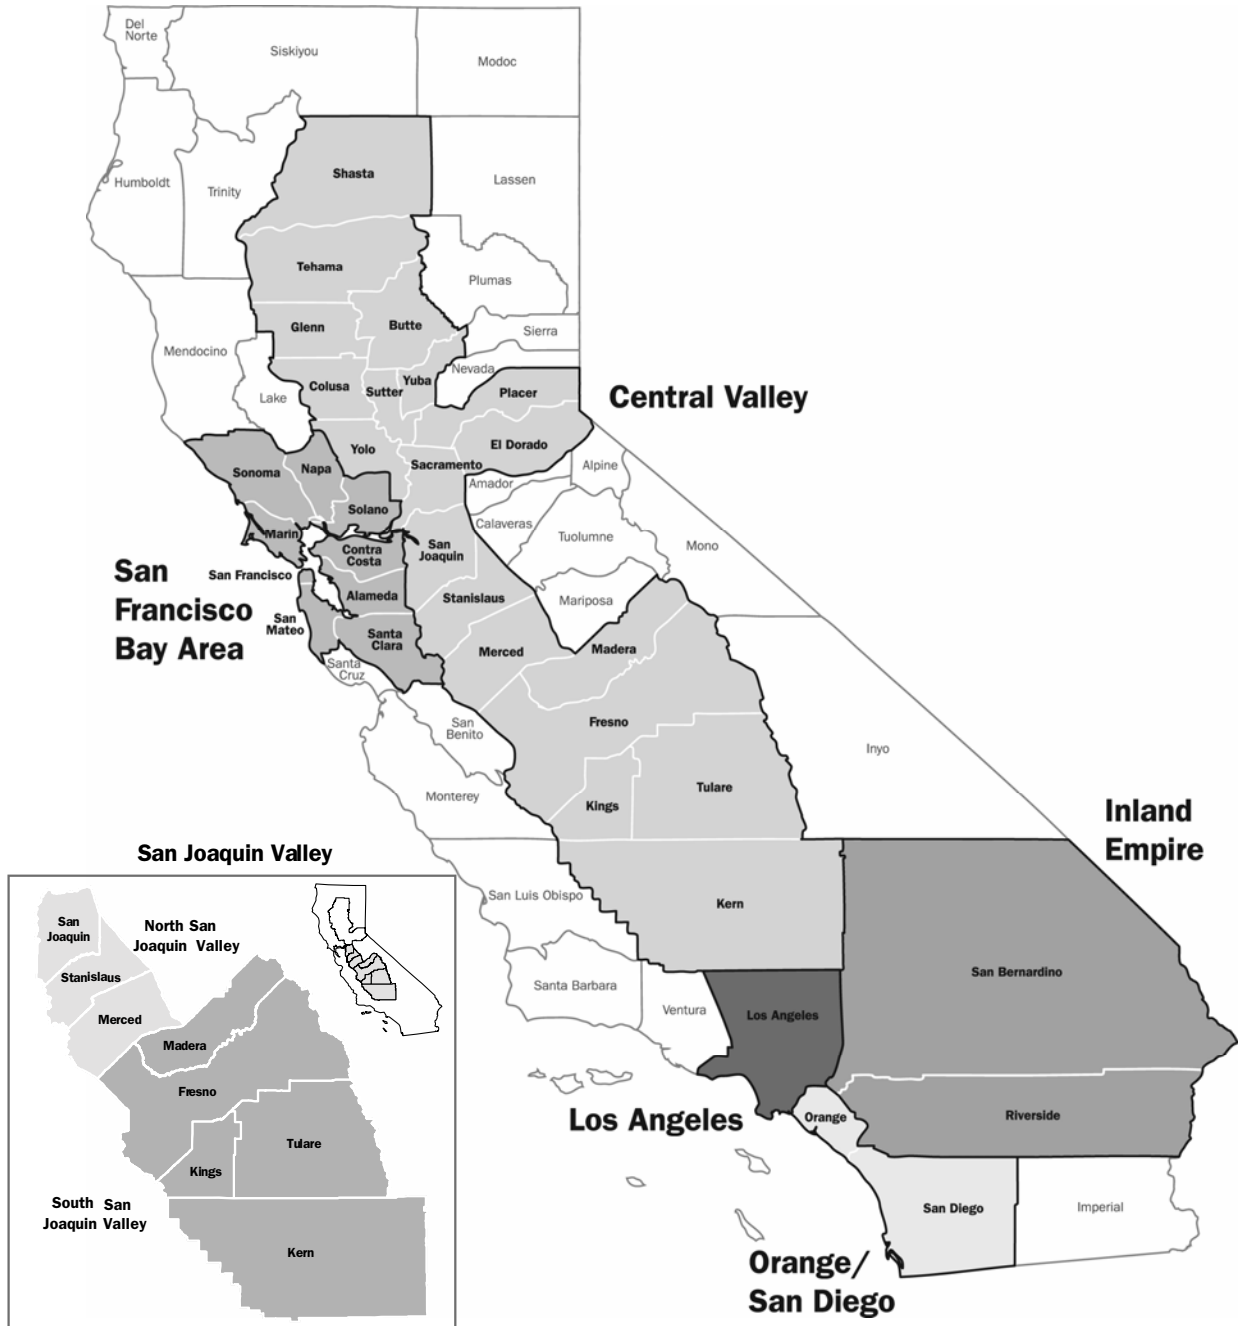 Del
Norte
Siskiyou
Modoc
Shasta
Lassen
Humboldt
Trinity
Tehama
Plumas
Glenn
Butte
Sierra
Mendocino
Nevada
Colusa
Sutter
Yuba
Placer
Lake
Central Valley
Yolo
El Dorado
Sonoma
Napa
Sacramento
Alpine
Amador
Solano
Calaveras
Marin
Tuolumne
Mono
Contra
Costa
San
Joaquin
San
Francisco
Bay Area
San Francisco
Alameda
Stanislaus
Mariposa
San
Mateo
Santa
Clara
Merced
Madera
Santa
Cruz
Fresno
San
Benito
Inyo
Monterey
Kings
Tulare
Inland
Empire
San Luis Obispo
Kern
San Bernardino
Santa Barbara
Ventura
Los Angeles
Los Angeles
Orange
Riverside
San Diego
Imperial
Orange/
San Diego
San Joaquin Valley
San
Joaquin
North San
Joaquin Valley
Stanislaus
Merced
Madera
Fresno
Tulare
Kings
South San
Joaquin Valley
Kern